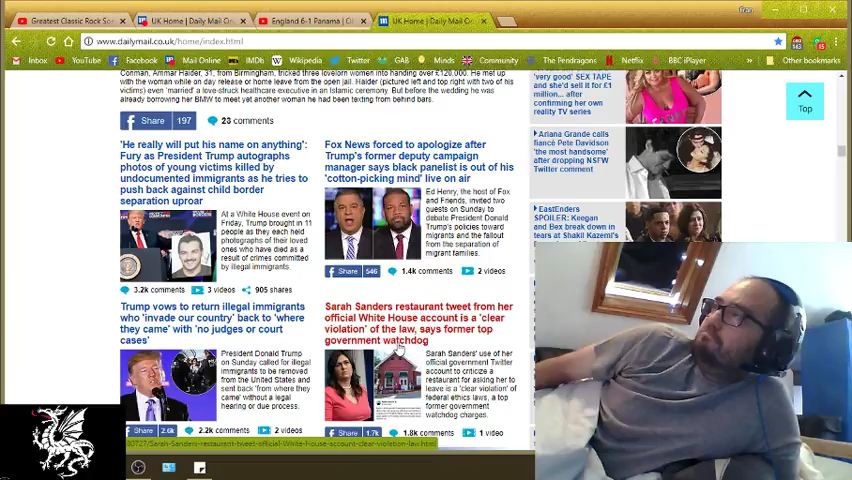 Fran
Greatest Classic Rock So
UK Home | Daily Mail On
England 6-1 Panama | G
UK Home | Daily Mail On
www.dailymail.co.uk/home/index.html
Inbox YouTube Facebook Mail Online IMDb Wikipedia Twitter GAB Minds Community The Pendragons Netflix BBC iPlayer Other bookmarks
Conman, Ammar Haider, 31, from Birmingham, tricked three lovelorn women into handing over £120,000. He met up
with the woman while on day release or home leave from the open jail. Haider (pictured left and top right with two of his
victims) even 'married' a love-struck healthcare executive in an Islamic ceremony. But before the wedding he was
already borrowing her BMW to meet yet another woman he had been texting from behind bars.
Share 197 23 comments
'He really will put his name on anything':
Fury as President Trump autographs
photos of young victims killed by
undocumented immigrants as he tries to
push back against child border
separation uproar
At a White House event on
Friday, Trump brought in 11
people as they each held
photographs of their loved
ones who have died as a
result of crimes committed
by illegal immigrants.
3.2k comments 3 videos 905 shares
Fox News forced to apologize after
Trump's former deputy campaign
manager says black panelist is out of his
'cotton-picking mind' live on air
Ed Henry, the host of Fox
and Friends, invited two
guests on Sunday to
debate President Donald
Trump's policies toward
migrants and the fallout
from the separation of
migrant families.
Share 546 1.4k comments 2 videos
Trump vows to return illegal immigrants
who 'invade our country' back to 'where
they came' with 'no judges or court
cases'
President Donald Trump
on Sunday called for illegal
immigrants to be removed
from the United States and
sent back 'from where they
came' without a legal
hearing or due process.
Share 2.6k 2.2k comments 2 videos
Sarah Sanders restaurant tweet from her
official White House account is a 'clear
violation' of the law, says former top
government watchdog
Sarah Sanders' use of her
official government Twitter
account to criticize a
restaurant for asking her to
leave is a 'clear violation' of
federal ethics laws, a top
former government
watchdog charges.
Share 1.7k 1.8k comments 1 video
80727/Sarah-Sanders-restaurant-tweet-official-White-House-account-clear-violation-law.html
'very good' SEX TAPE
and she'd sell it for £1
million... after
confirming her own
reality TV series
Ariana Grande calls
fiancé Pete Davidson
'the most handsome'
after dropping NSFW
Twitter comment
EastEnders
SPOILER: Keegan
and Bex break down in
tears at Shakil Kazemi's
Top